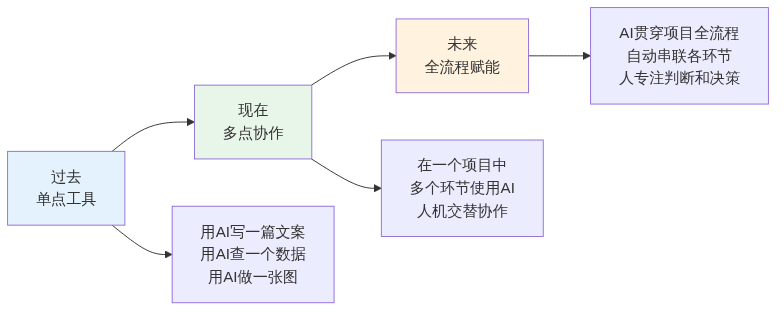 过去
单点工具
用AI写一篇文案
用AI查一个数据
用AI做一张图
现在
多点协作
在一个项目中
多个环节使用AI
人机交替协作
未来
全流程赋能
AI贯穿项目全流程
自动串联各环节
人专注判断和决策